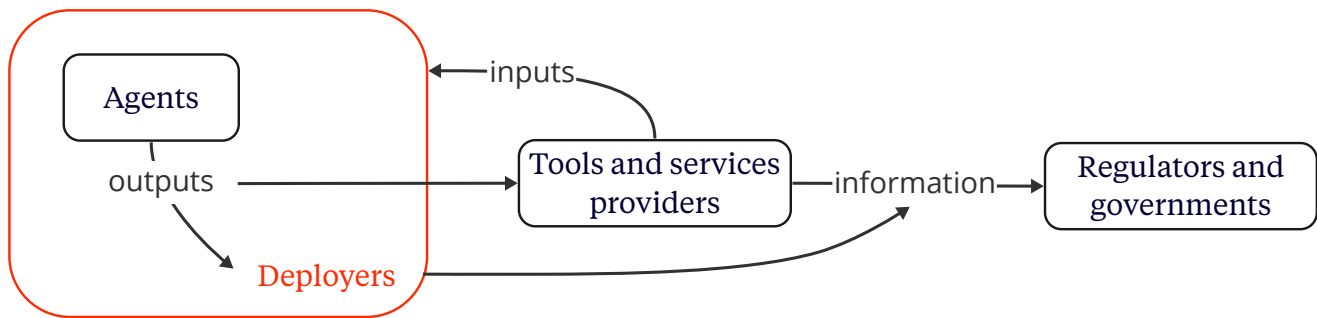 inputs
Agents
Tools and services
providers
outputs
information
Regulators and
governments
Deployers